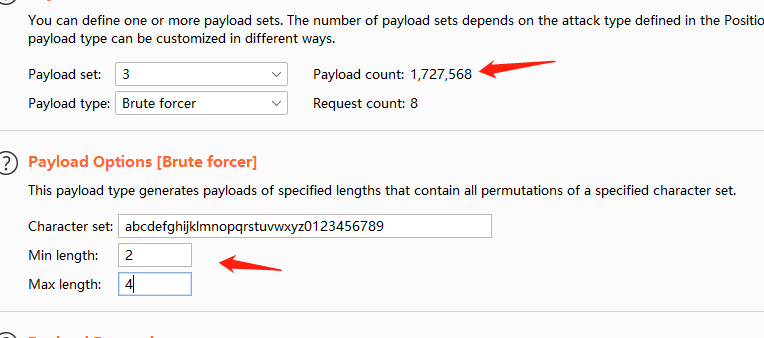 You can define one or more payload sets. The number of payload sets depends on the attack type defined in the Positio
payload type can be customized in different ways.
Payload set: 3 Payload count: 1,727,568
Payload type: Brute forcer Request count: 8
? Payload Options [Brute forcer]
This payload type generates payloads of specified lengths that contain all permutations of a specified character set.
Character set: abcdefghijklmnopqrstuvwxyz0123456789
Min length: 2
Max length: 4